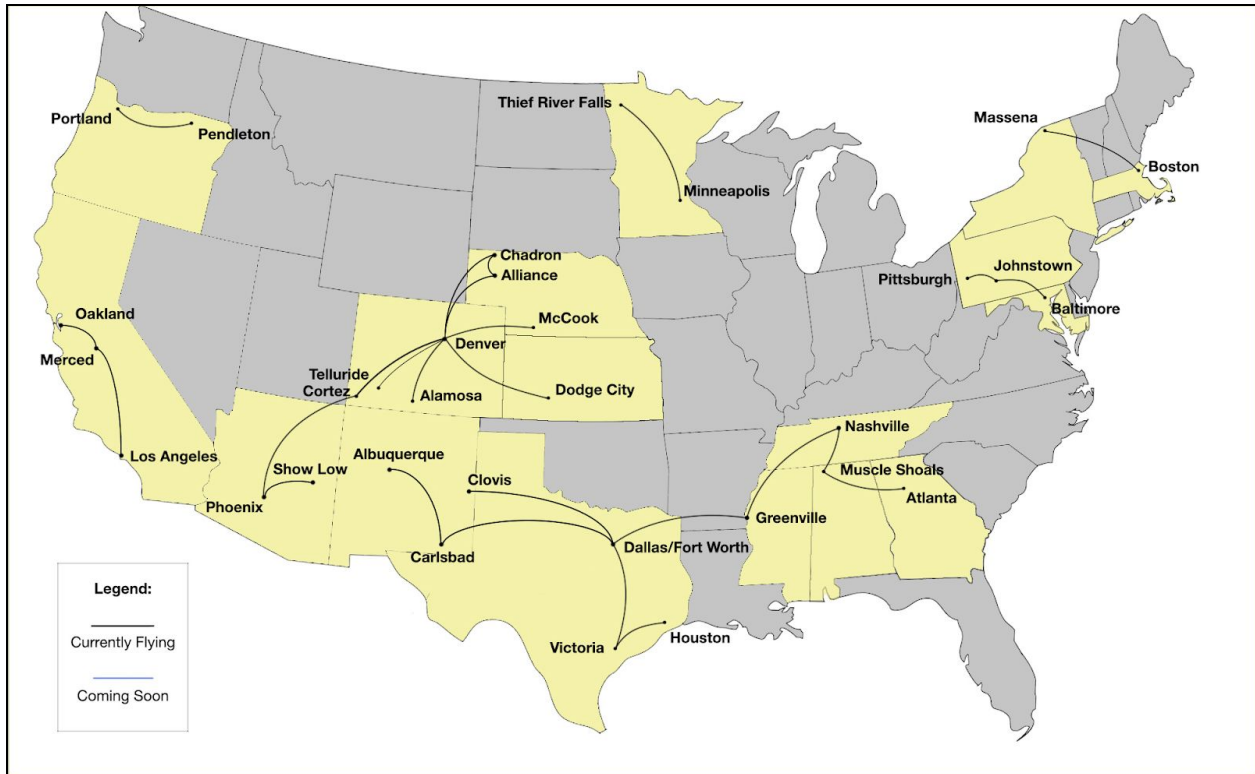 Portland
Pendleton
Thief River Falls
Minneapolis
Massena
Boston
Chadron
Alliance
Pittsburgh
Johnstown
Baltimore
Oakland
Merced
McCook
Denver
Telluride
Cortez
Alamosa
Dodge City
Los Angeles
Show Low
Phoenix
Albuquerque
Clovis
Carlsbad
Nashville
Muscle Shoals
Atlanta
Greenville
Dallas/Fort Worth
Victoria
Houston
Legend:
Currently Flying
Coming Soon